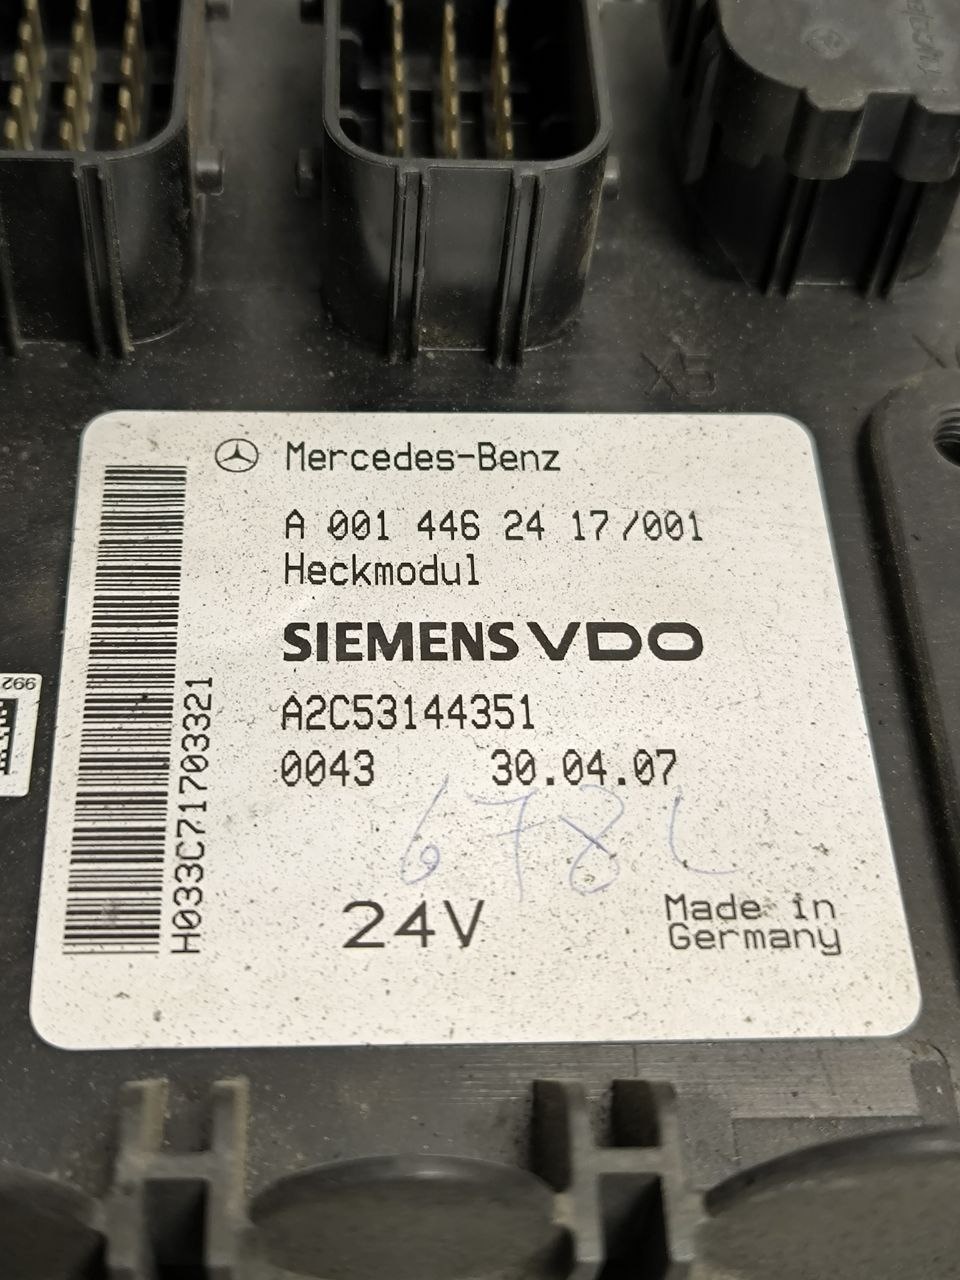 X5
Mercedes-Benz
A 001 446 24 17/001
Heckmodul
SIEMENS VDO
A2C53144351
0043 30.04.07
678L
24V
Made in
Germany
H033C71703321
992